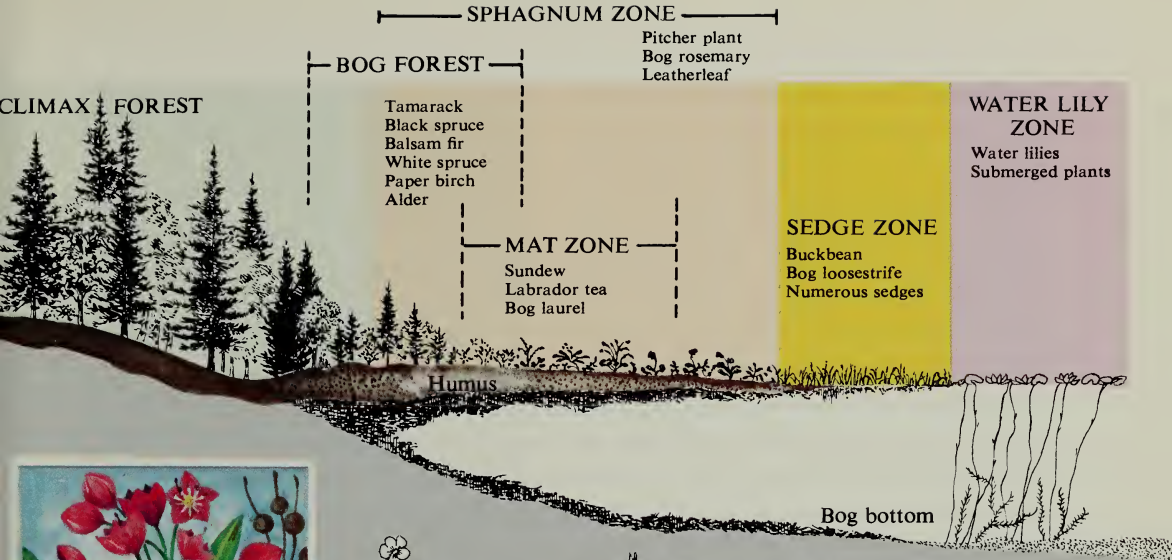 SPHAGNUM ZONE
Pitcher plant
Bog rosemary
Leatherleaf
BOG FOREST
Tamarack
Black spruce
Balsam fir
White spruce
Paper birch
Alder
CLIMAX FOREST
MAT ZONE
Sundew
Labrador tea
Bog laurel
SEDGE ZONE
Buckbean
Bog loosestrife
Numerous sedges
WATER LILY
ZONE
Water lilies
Submerged plants
Humus
Bog bottom